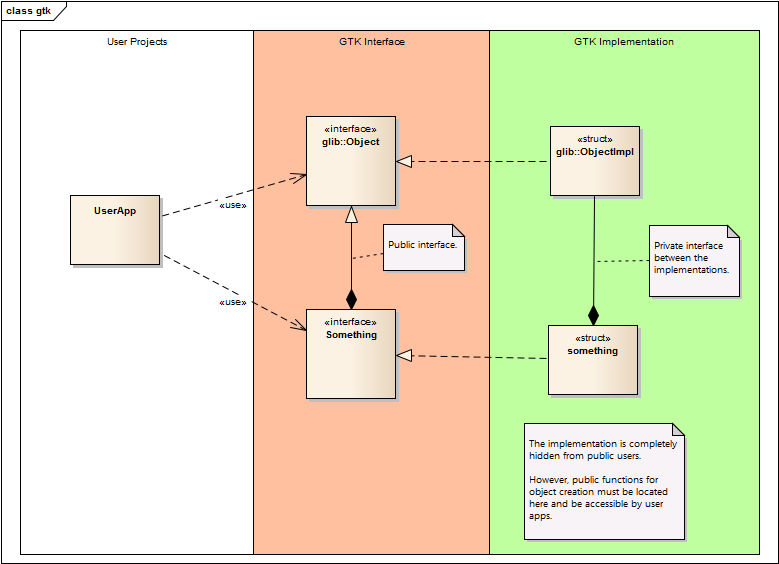 class gtk
User Projects
GTK Interface
GTK Implementation
«interface»
glib::Object
«struct»
glib::ObjectImpl
UserApp
«use»
Public interface.
Private interface
between the
implementations.
«use»
«interface»
Something
«struct»
something
The implementation is completely
hidden from public users.
However, public functions for
object creation must be located
here and be accessible by user
apps.